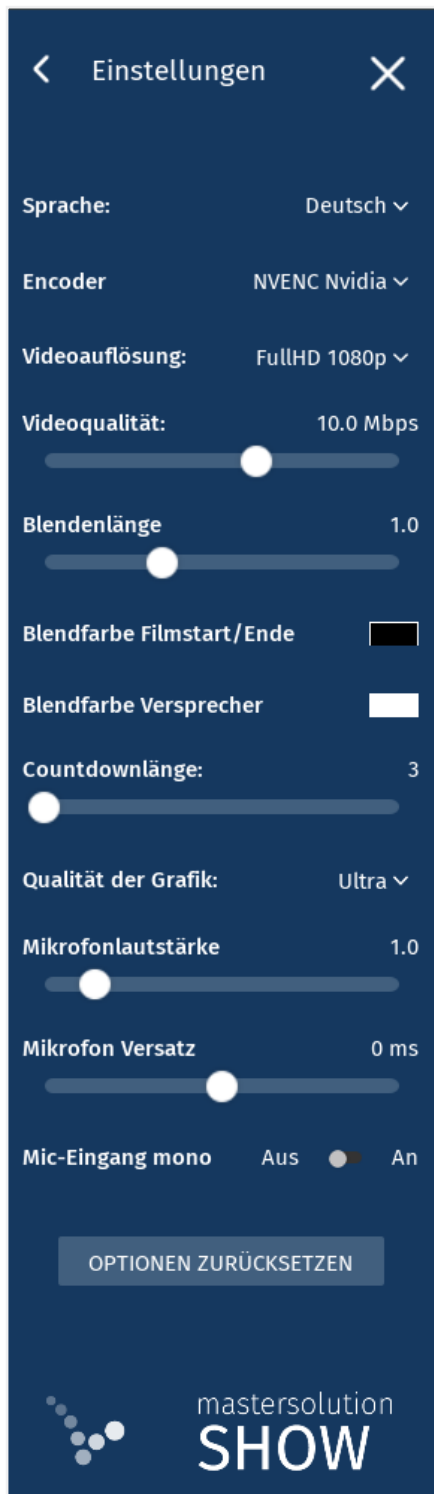 Einstellungen
Sprache: Deutsch
Encoder NVENC Nvidia
Videoauflösung: FullHD 1080p
Videoqualität: 10.0 Mbps
Blendenlänge 1.0
Blendfarbe Filmstart/Ende
Blendfarbe Versprecher
Countdownlänge: 3
Qualität der Grafik: Ultra
Mikrofonlautstärke 1.0
Mikrofon Versatz 0 ms
Mic-Eingang mono Aus An
OPTIONEN ZURÜCKSETZEN
mastersolution
SHOW